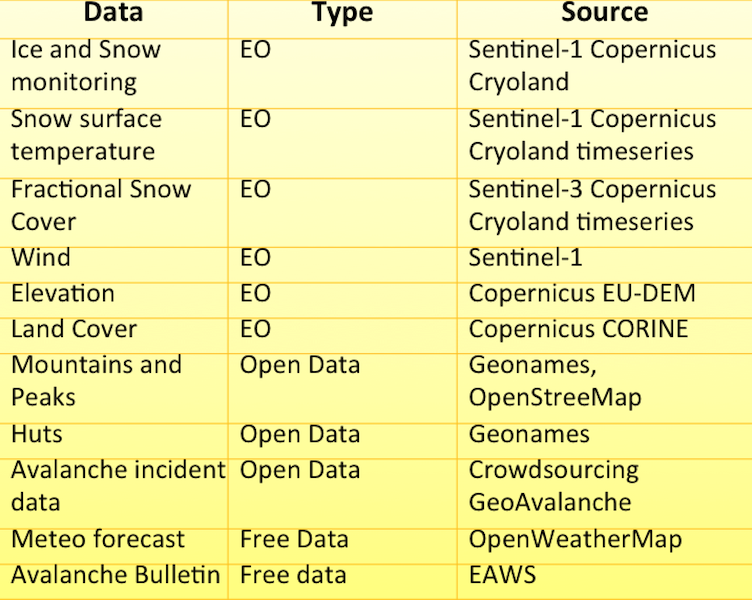 Data Type Source
Ice and Snow EO Sentinel-1 Copernicus
monitoring Cryoland
Snow surface EO Sentinel-1 Copernicus
temperature Cryoland timeseries
Fractional Snow EO Sentinel-3 Copernicus
Cover Cryoland timeseries
Wind EO Sentinel-1
Elevation EO Copernicus EU-DEM
Land Cover EO Copernicus CORINE
Mountains and Open Data Geonames,
Peaks OpenStreeMap
Huts Open Data Geonames
Avalanche incident Open Data Crowdsourcing
data GeoAvalanche
Meteo forecast Free Data OpenWeatherMap
Avalanche Bulletin Free data EAWS